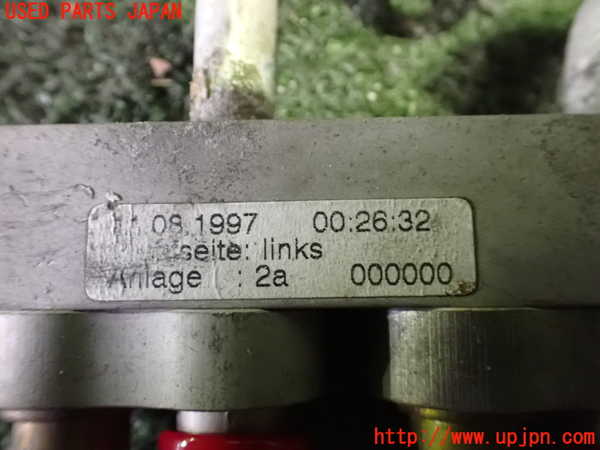 USED PARTS JAPAN
08.1997 00:26:32
seite: links
Anlage : 2a 000000
http://www.upjpn.com/